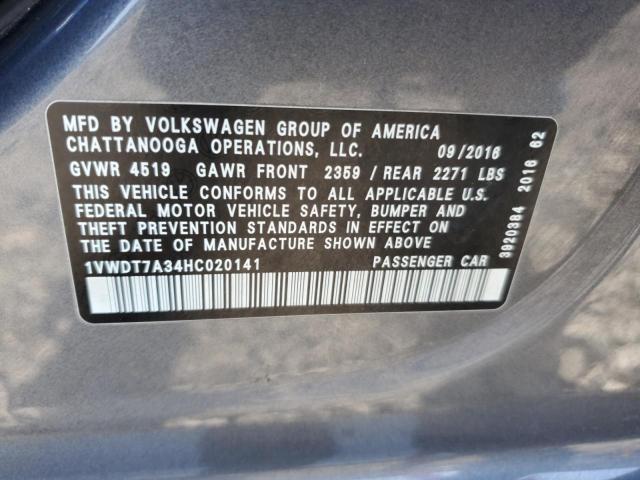 MFD BY VOLKSWAGEN GROUP OF AMERICA
CHATTANOOGA OPERATIONS, LLC. 09/2016
GVWR 4519 GAWR FRONT 2359 / REAR 2271 LBS
THIS VEHICLE CONFORMS TO ALL APPLICABLE U.S.
FEDERAL MOTOR VEHICLE SAFETY, BUMPER AND
THEFT PREVENTION STANDARDS IN EFFECT ON
THE DATE OF MANUFACTURE SHOWN ABOVE
1VWDT7A34HC020141 PASSENGER CAR
3920384 2016 62